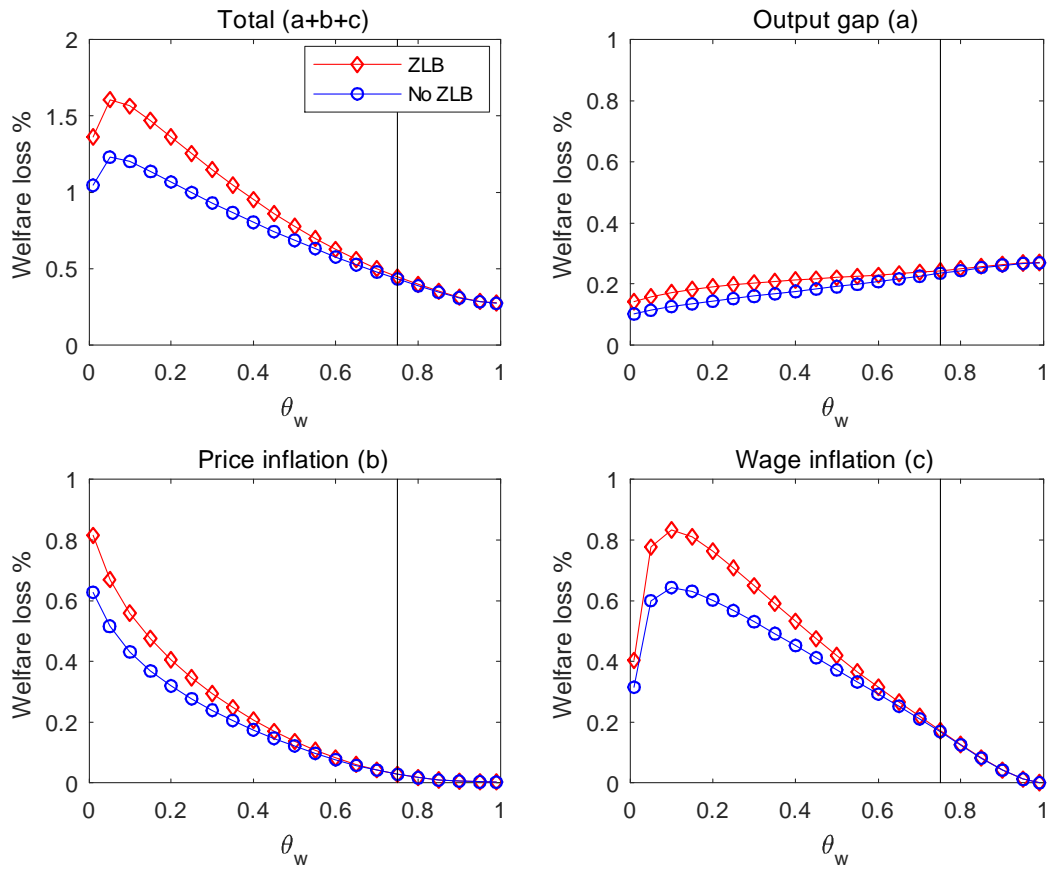 Total (a+b+c)
Welfare loss %
2
1.5
1
0.5
0
ZLB
No ZLB
0 0.2 0.4 0.6 0.8 1
θw
Output gap (a)
Welfare loss %
1
0.8
0.6
0.4
0.2
0
0 0.2 0.4 0.6 0.8 1
θw
Price inflation (b)
Welfare loss %
1
0.8
0.6
0.4
0.2
0
0 0.2 0.4 0.6 0.8 1
θw
Wage inflation (c)
Welfare loss %
1
0.8
0.6
0.4
0.2
0
0 0.2 0.4 0.6 0.8 1
θw